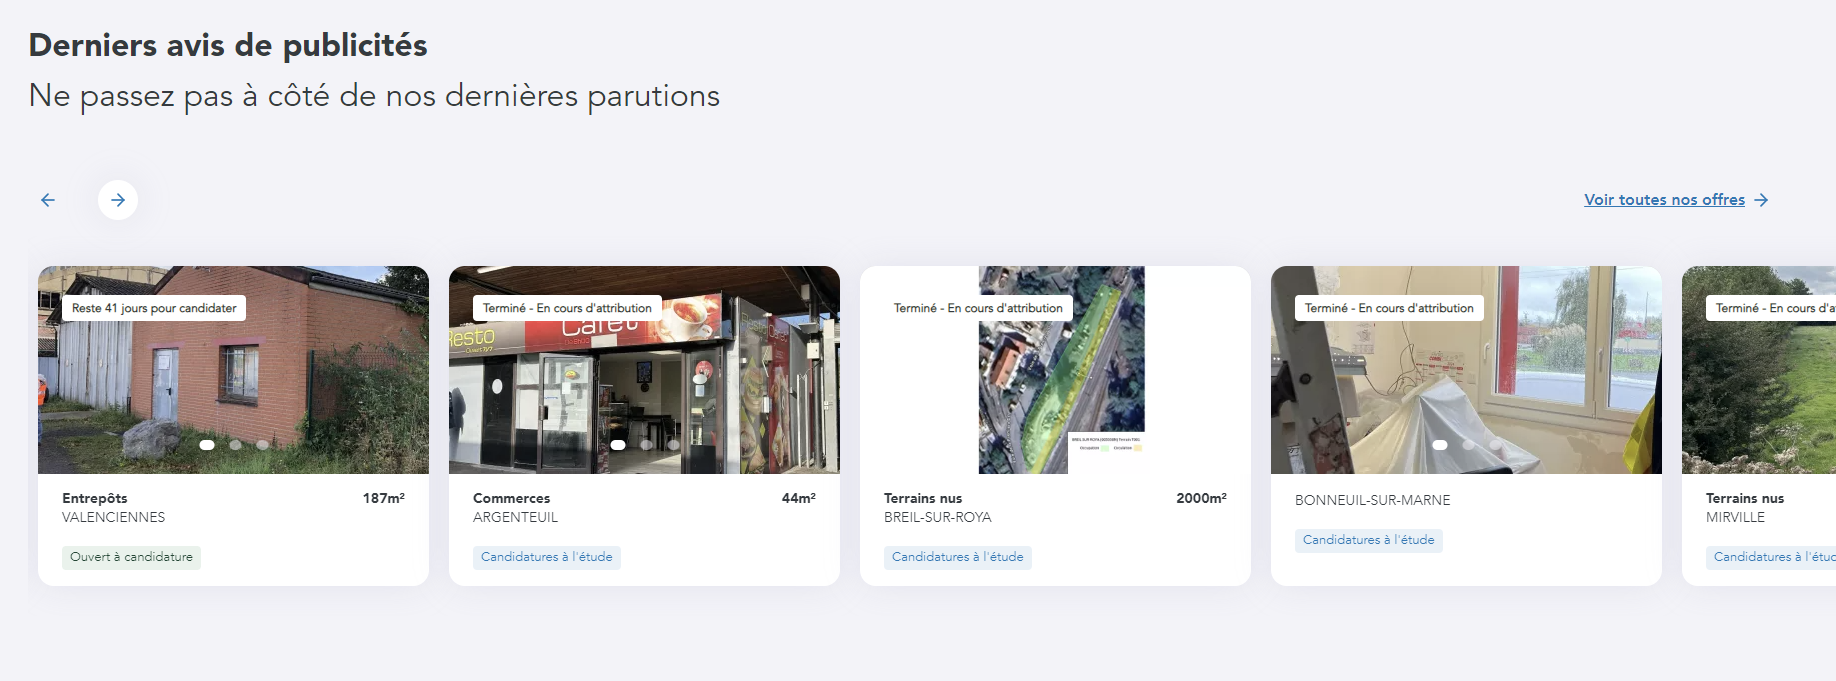 Derniers avis de publicités
Ne passez pas à côté de nos dernières parutions
Voir toutes nos offres
Reste 41 jours pour candidater
Entrepôts
187m²
VALENCIENNES
Ouvert à candidature
Terminé - En cours d'attribution
Resto
Cafét
Commerces
44m²
ARGENTEUIL
Candidatures à l'étude
Terminé - En cours d'attribution
Terrains nus
2000m²
BREIL-SUR-ROYA
Candidatures à l'étude
Terminé - En cours d'attribution
BONNEUIL-SUR-MARNE
Candidatures à l'étude
Terminé - En cours d'a
Terrains nus
MIRVILLE
Candidatures à l'étud